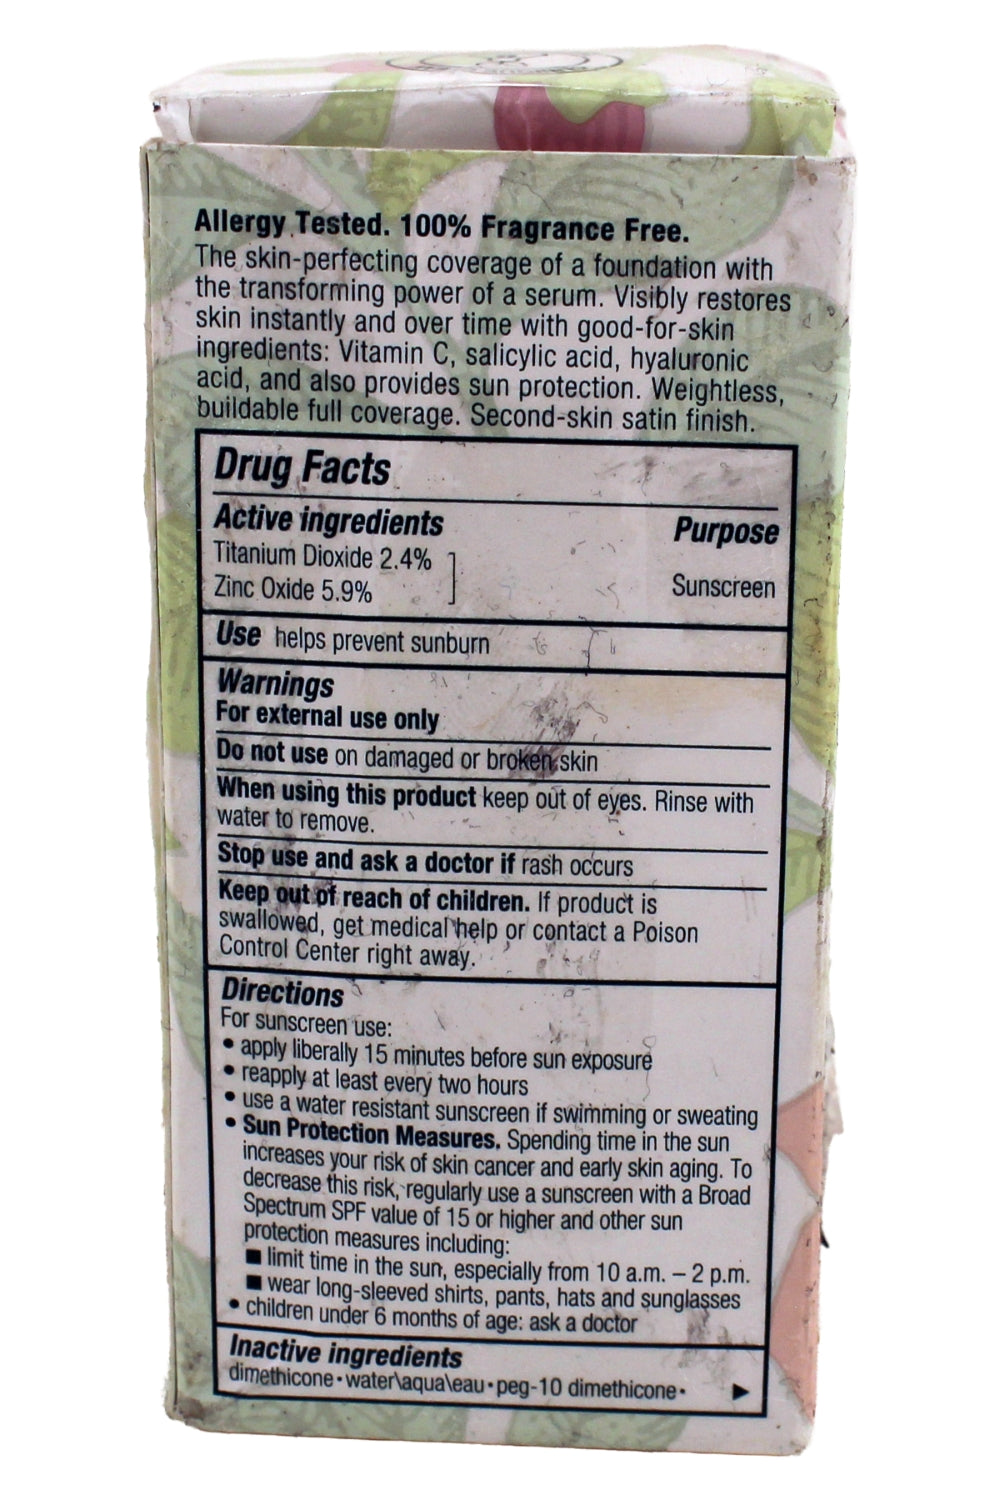 Allergy Tested. 100% Fragrance Free.
The skin-perfecting coverage of a foundation with
the transforming power of a serum. Visibly restores
skin instantly and over time with good-for-skin
ingredients: Vitamin C, salicylic acid, hyaluronic
acid, and also provides sun protection. Weightless,
buildable full coverage. Second-skin satin finish.
Drug Facts
Active ingredients Purpose
Titanium Dioxide 2.4%
Zinc Oxide 5.9% Sunscreen
Use helps prevent sunburn
Warnings
For external use only
Do not use on damaged or broken skin
When using this product keep out of eyes. Rinse with
water to remove.
Stop use and ask a doctor if rash occurs
Keep out of reach of children. If product is
swallowed, get medical help or contact a Poison
Control Center right away.
Directions
For sunscreen use:
• apply liberally 15 minutes before sun exposure
• reapply at least every two hours
• use a water resistant sunscreen if swimming or sweating
• Sun Protection Measures. Spending time in the sun
increases your risk of skin cancer and early skin aging. To
decrease this risk, regularly use a sunscreen with a Broad
Spectrum SPF value of 15 or higher and other sun
protection measures including:
■ limit time in the sun, especially from 10 a.m. – 2 p.m.
■ wear long-sleeved shirts, pants, hats and sunglasses
• children under 6 months of age: ask a doctor
Inactive ingredients
dimethicone • water\aqua\eau • peg-10 dimethicone • ►